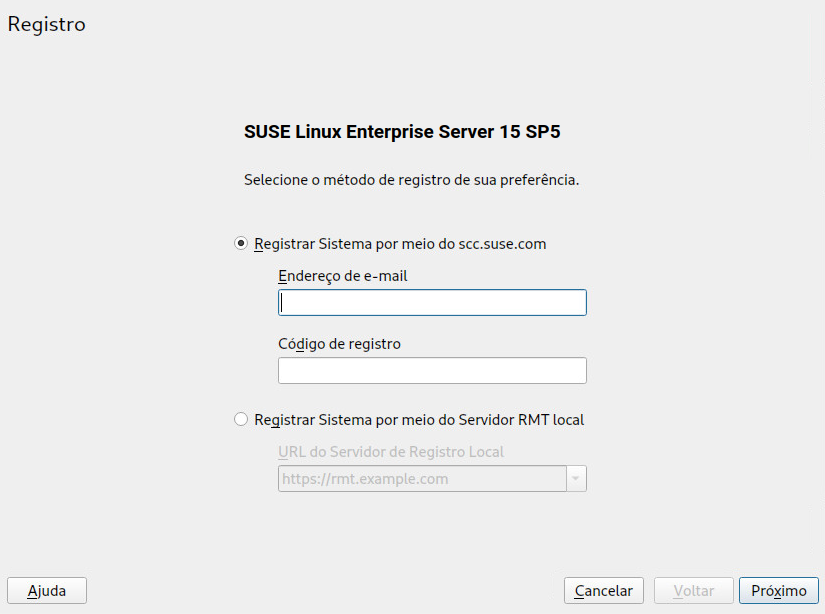 Registro
SUSE Linux Enterprise Server 15 SP5
Selecione o método de registro de sua preferência.
Registrar Sistema por meio do scc.suse.com
Endereço de e-mail
Código de registro
Registrar Sistema por meio do Servidor RMT local
URL do Servidor de Registro Local
https://rmt.example.com
Ajuda Cancelar Voltar Próximo